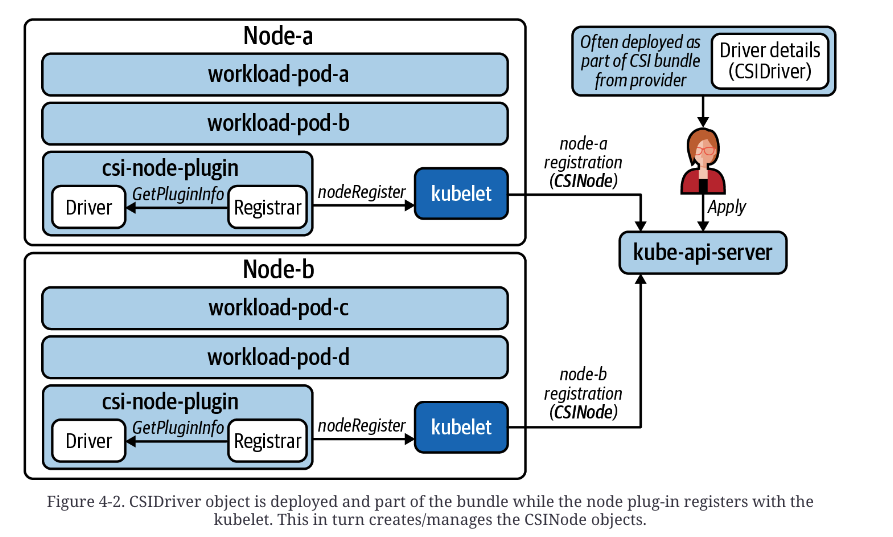 Node-a
workload-pod-a
workload-pod-b
csi-node-plugin
Driver
GetPluginInfo
Registrar
nodeRegister
kubelet
node-a
registration
(CSINode)
Often deployed as
part of CSI bundle
from provider
Driver details
(CSIDriver)
Apply
kube-api-server
Node-b
workload-pod-c
workload-pod-d
csi-node-plugin
Driver
GetPluginInfo
Registrar
nodeRegister
kubelet
node-b
registration
(CSINode)
Figure 4-2. CSIDriver object is deployed and part of the bundle while the node plug-in registers with the
kubelet. This in turn creates/manages the CSINode objects.